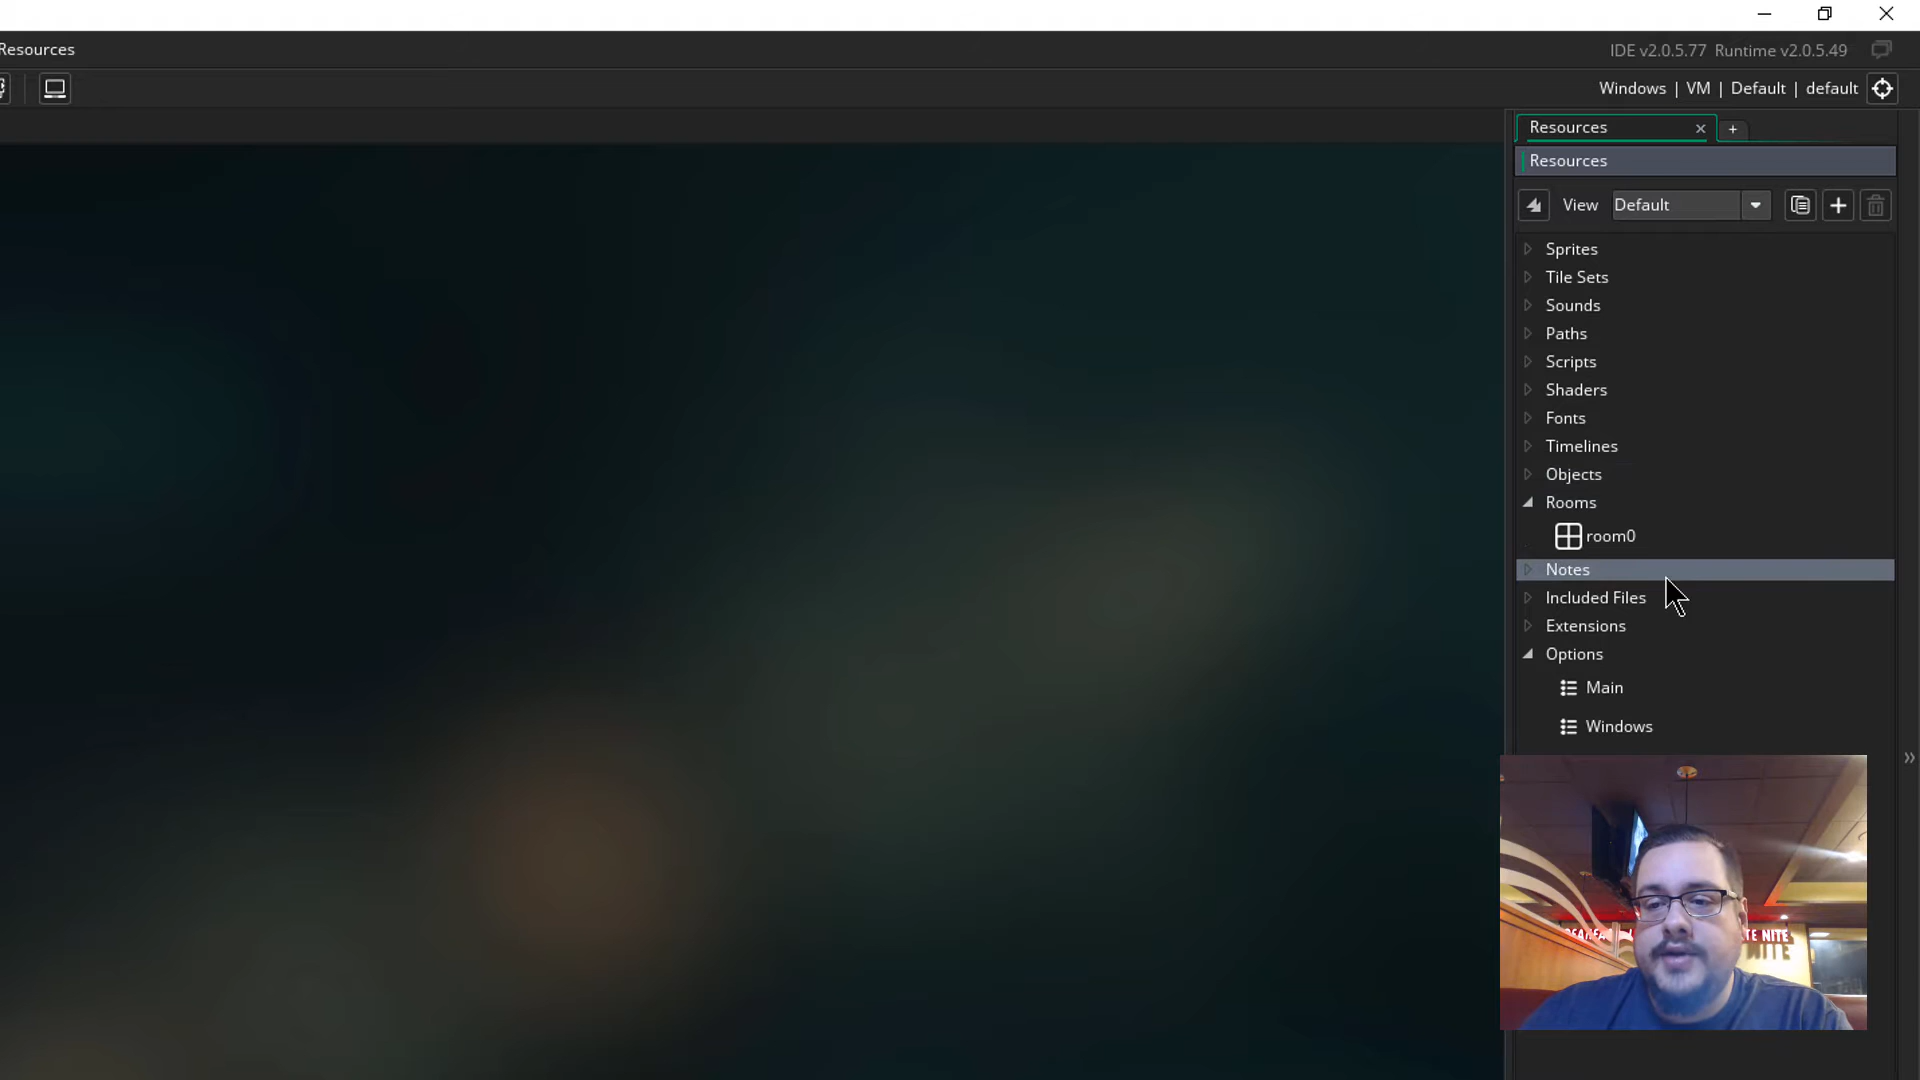 Resources
IDE v2.0.5.77 Runtime v2.0.5.49
Windows | VM | Default | default
Resources
Resources
View Default
Sprites
Tile Sets
Sounds
Paths
Scripts
Shaders
Fonts
Timelines
Objects
Rooms
room0
Notes
Included Files
Extensions
Options
Main
Windows
NITE